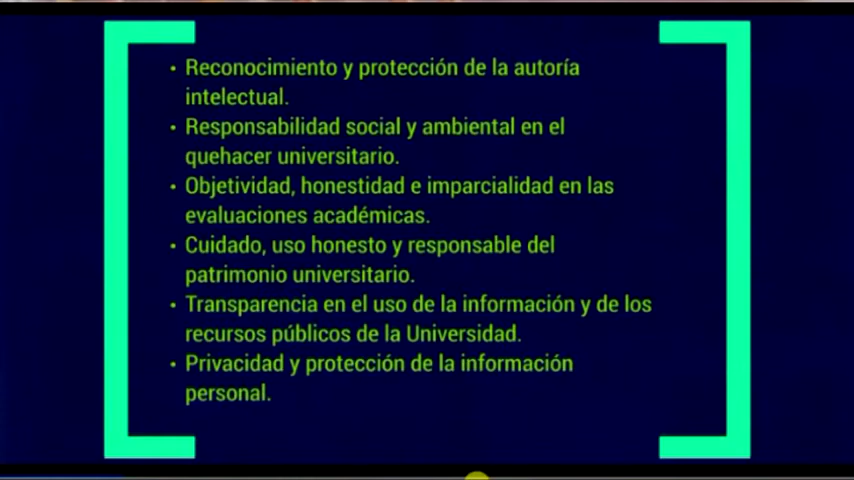 • Reconocimiento y protección de la autoría
intelectual.
• Responsabilidad social y ambiental en el
quehacer universitario.
• Objetividad, honestidad e imparcialidad en las
evaluaciones académicas.
• Cuidado, uso honesto y responsable del
patrimonio universitario.
• Transparencia en el uso de la información y de los
recursos públicos de la Universidad.
• Privacidad y protección de la información
personal.